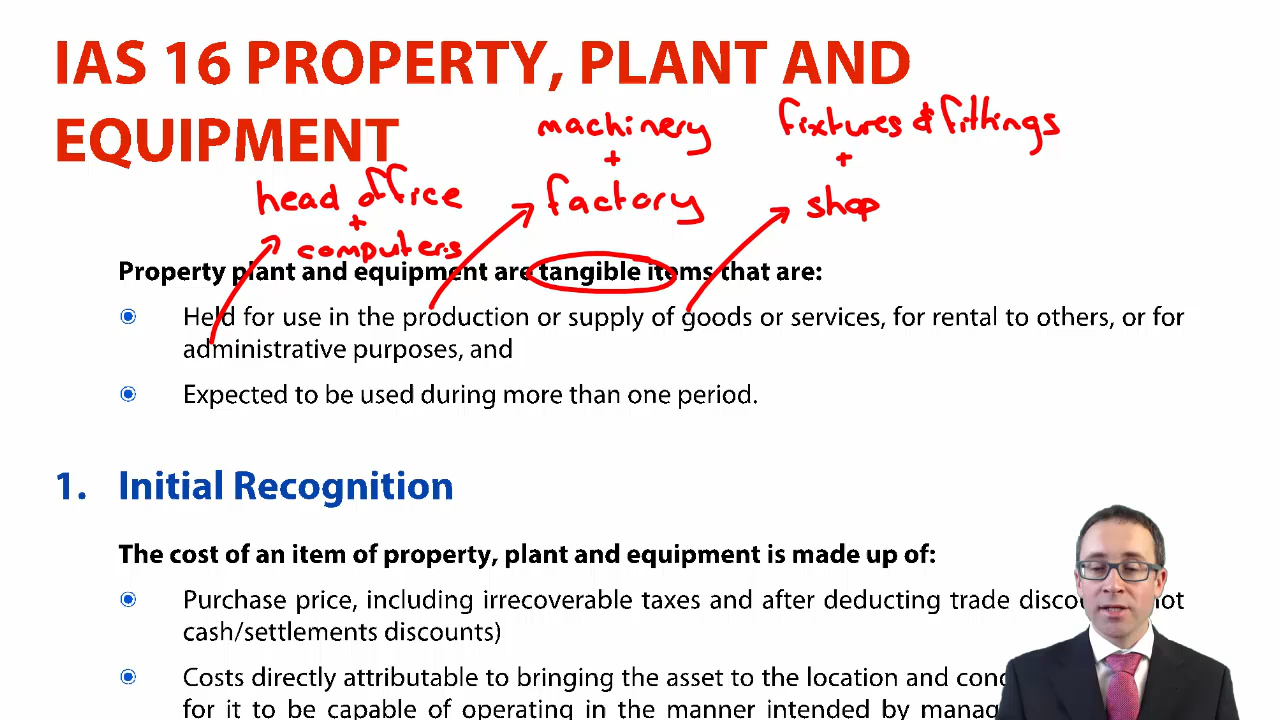 IAS 16 PROPERTY, PLANT AND
EQUIPMENT
machinery
+
factory
fixtures & fittings
+
shop
head office
+
computers
Property plant and equipment are tangible items that are:
Held for use in the production or supply of goods or services, for rental to others, or for
administrative purposes, and
Expected to be used during more than one period.
1. Initial Recognition
The cost of an item of property, plant and equipment is made up of:
Purchase price, including irrecoverable taxes and after deducting trade
cash/settlements discounts)
Costs directly attributable to bringing the asset to the location and
for it to be capable of operating in the manner intended by